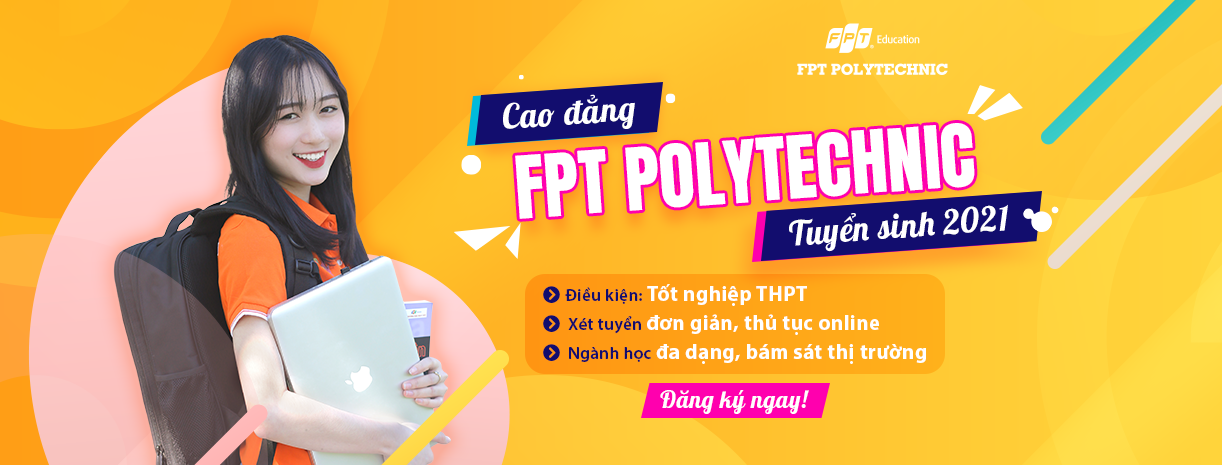 FPT Education
FPT POLYTECHNIC
Cao đẳng
FPT POLYTECHNIC
Tuyển sinh 2021
Điều kiện: Tốt nghiệp THPT
Xét tuyển đơn giản, thủ tục online
Ngành học đa dạng, bám sát thị trường
Đăng ký ngay!